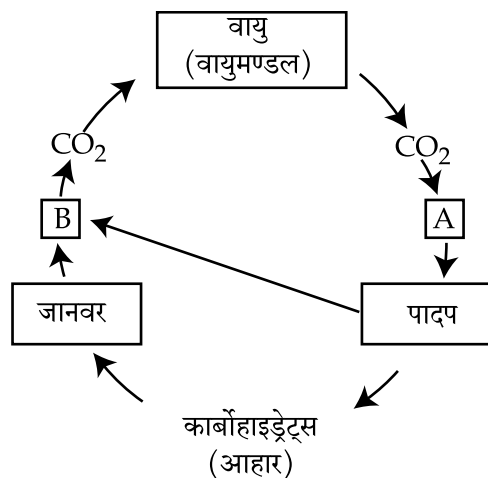 वायु
(वायुमण्डल)
CO2
CO2
B
A
जानवर
पादप
कार्बोहाइड्रेट्स
(आहार)